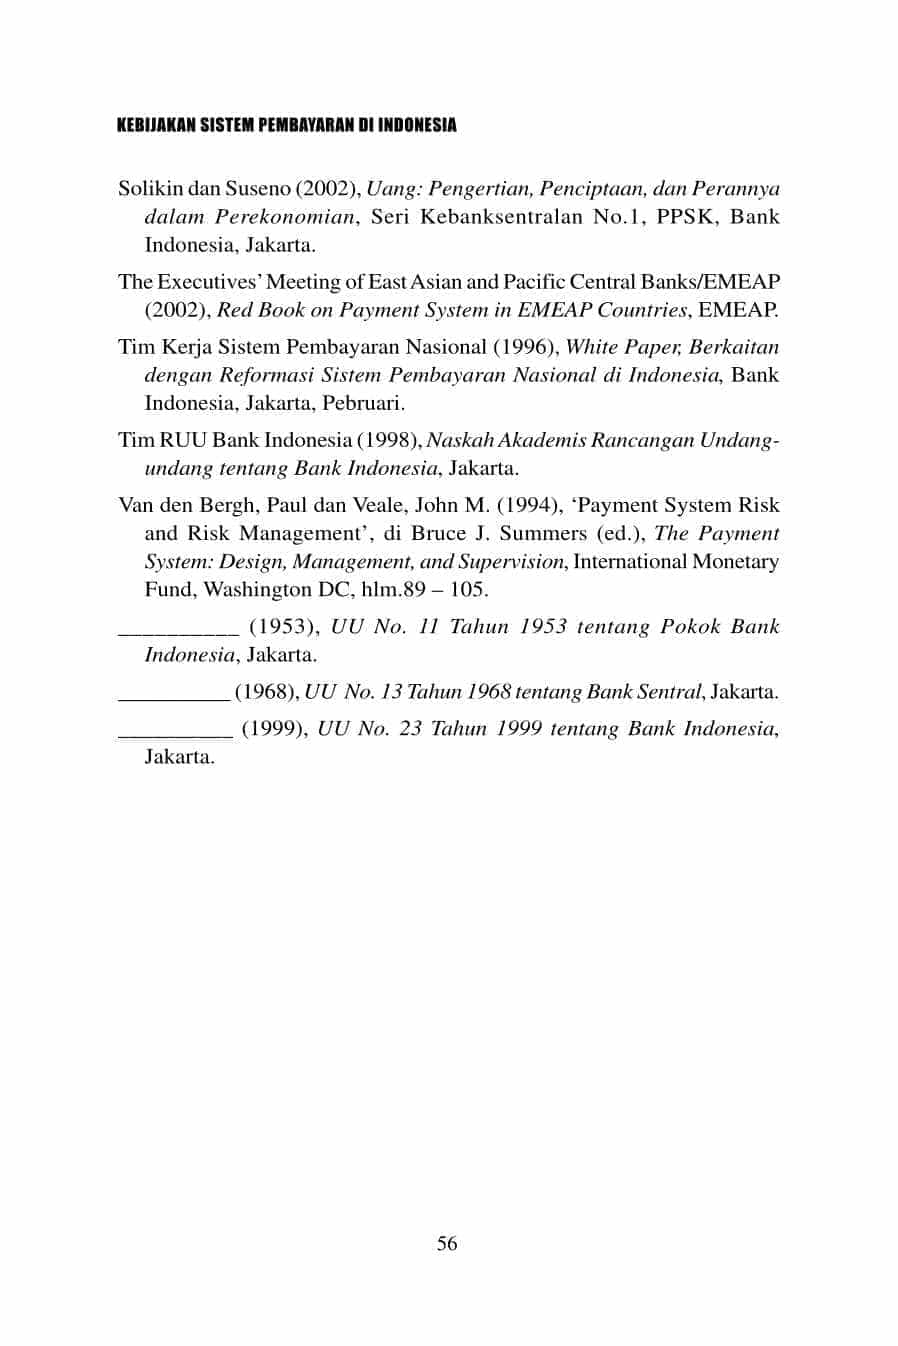 KEBIJAKAN SISTEM PEMBAYARAN DI INDONESIA
Solikin dan Suseno (2002), Uang: Pengertian, Penciptaan, dan Perannya
dalam Perekonomian, Seri Kebanksentralan No.1, PPSK, Bank
Indonesia, Jakarta.
The Executives’ Meeting of East Asian and Pacific Central Banks/EMEAP
(2002), Red Book on Payment System in EMEAP Countries, EMEAP.
Tim Kerja Sistem Pembayaran Nasional (1996), White Paper, Berkaitan
dengan Reformasi Sistem Pembayaran Nasional di Indonesia, Bank
Indonesia, Jakarta, Pebruari.
Tim RUU Bank Indonesia (1998), Naskah Akademis Rancangan Undang-
undang tentang Bank Indonesia, Jakarta.
Van den Bergh, Paul dan Veale, John M. (1994), ‘Payment System Risk
and Risk Management’, di Bruce J. Summers (ed.), The Payment
System: Design, Management, and Supervision, International Monetary
Fund, Washington DC, hlm.89 – 105.
__________ (1953), UU No. 11 Tahun 1953 tentang Pokok Bank
Indonesia, Jakarta.
__________ (1968), UU No. 13 Tahun 1968 tentang Bank Sentral, Jakarta.
__________ (1999), UU No. 23 Tahun 1999 tentang Bank Indonesia,
Jakarta.
56